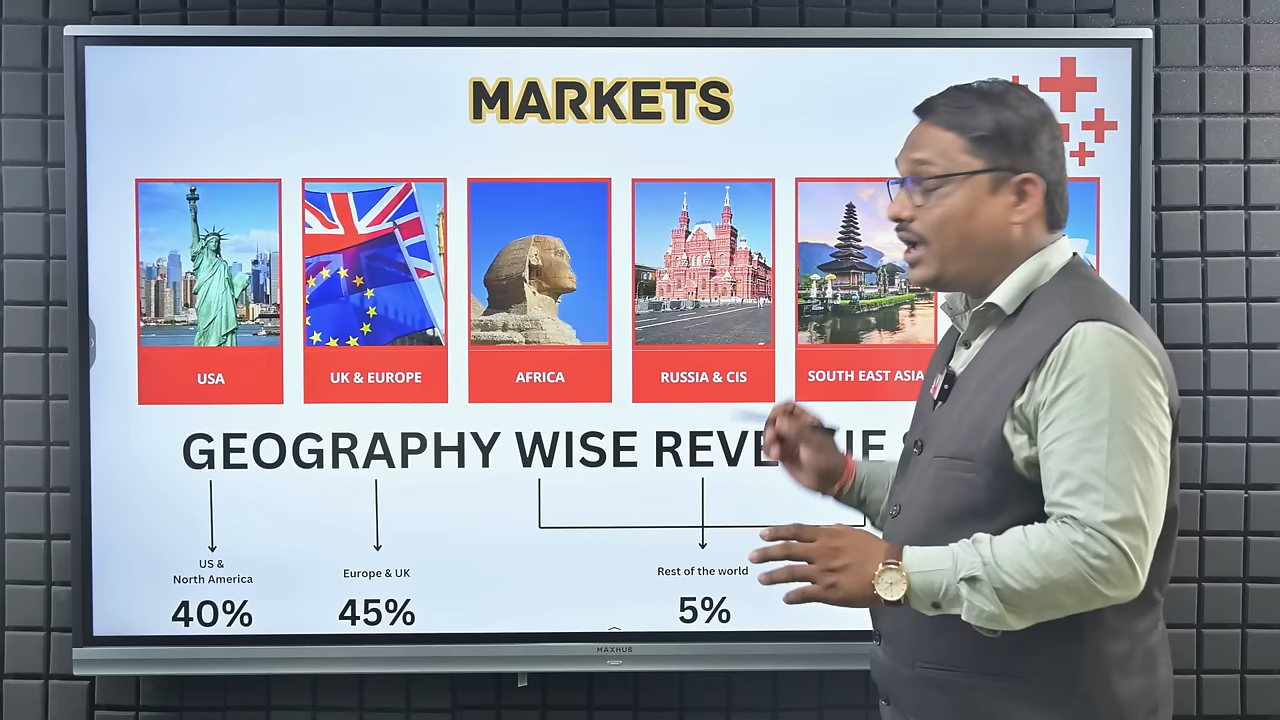 MARKETS
USA
UK & EUROPE
AFRICA
RUSSIA & CIS
SOUTH EAST ASIA
GEOGRAPHY WISE
US &
North America
40%
Europe & UK
45%
Rest of the world
5%
MAXHUB